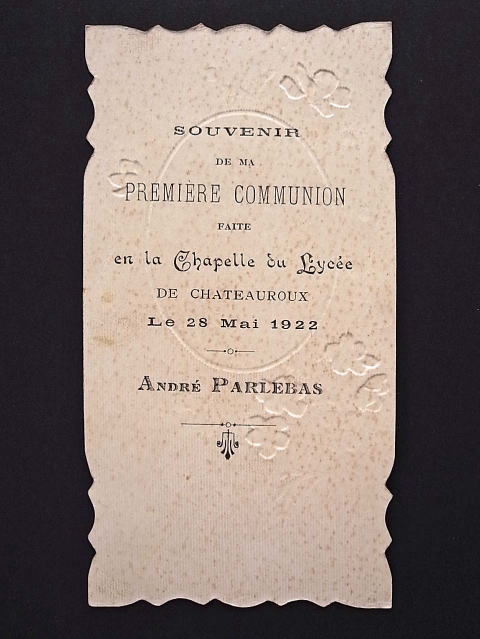 SOUVENIR
DE MA
PREMIÈRE COMMUNION
FAITE
en la Chapelle du Lycée
DE CHATEAUROUX
Le 28 Mai 1922
ANDRÉ PARLEBAS